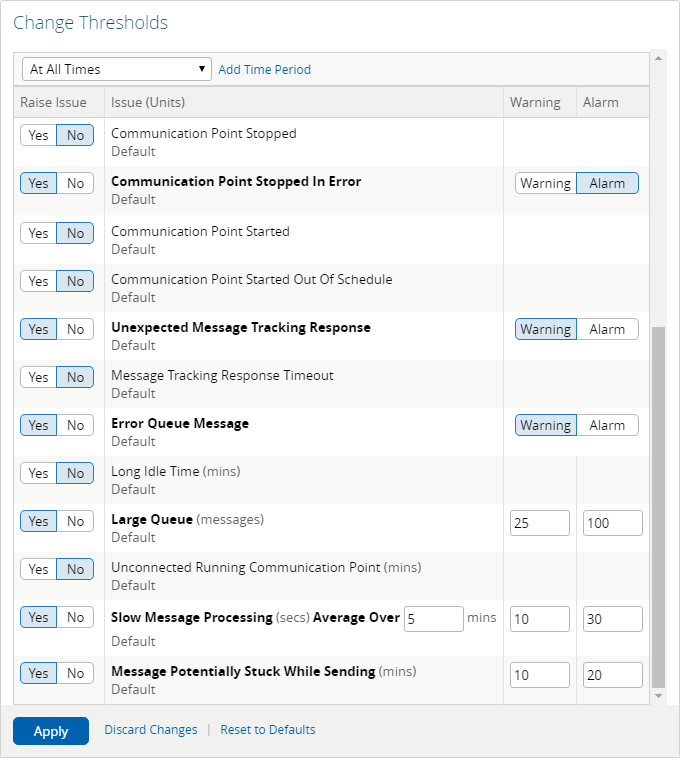 Change Thresholds
At All Times Add Time Period
Raise Issue Issue (Units) Warning Alarm
Yes No Communication Point Stopped
Default
Yes No Communication Point Stopped In Error Warning Alarm
Default
Yes No Communication Point Started
Default
Yes No Communication Point Started Out Of Schedule
Default
Yes No Unexpected Message Tracking Response Warning Alarm
Default
Yes No Message Tracking Response Timeout
Default
Yes No Error Queue Message Warning Alarm
Default
Yes No Long Idle Time (mins)
Default
Yes No Large Queue (messages) 25 100
Default
Yes No Unconnected Running Communication Point (mins)
Default
Yes No Slow Message Processing (secs) Average Over 5 mins 10 30
Default
Yes No Message Potentially Stuck While Sending (mins) 10 20
Default
Apply Discard Changes | Reset to Defaults